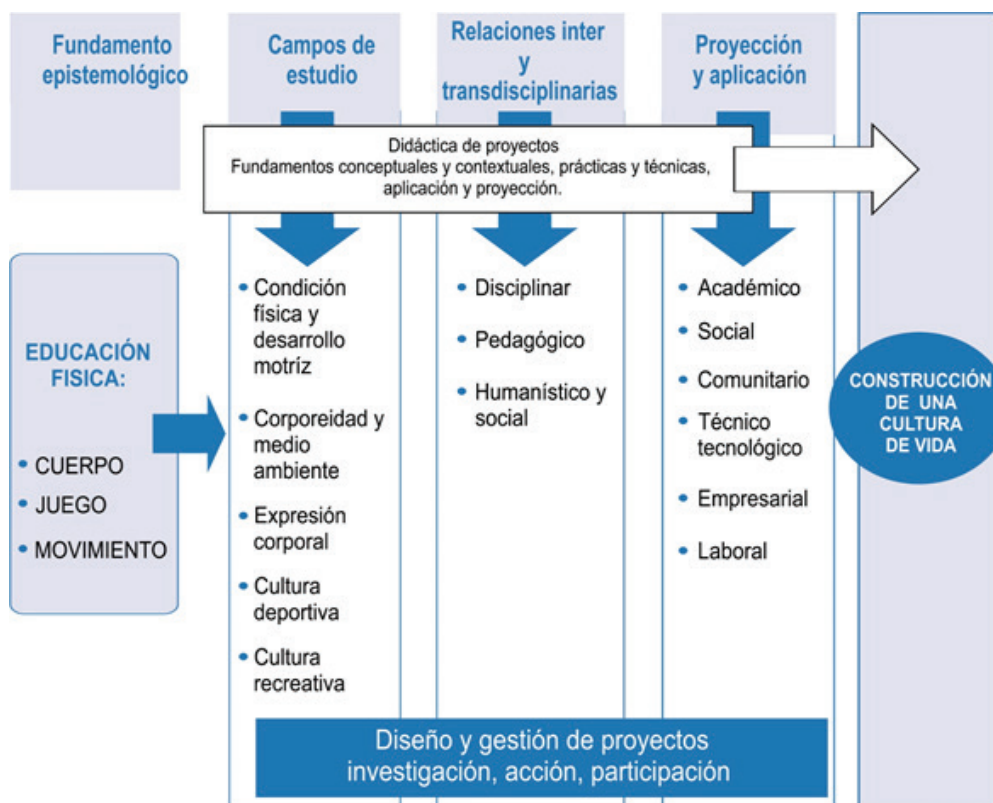 Fundamento
epistemológico
Campos de
estudio
Relaciones inter
y
transdisciplinarias
Proyección
y aplicación
Didáctica de proyectos
Fundamentos conceptuales y contextuales, prácticas y técnicas,
aplicación y proyección.
EDUCACIÓN
FISICA:
• CUERPO
• JUEGO
• MOVIMIENTO
• Condición
física y
desarrollo
motríz
• Corporeidad y
medio
ambiente
• Expresión
corporal
• Cultura
deportiva
• Cultura
recreativa
• Disciplinar
• Pedagógico
• Humanístico y
social
• Académico
• Social
• Comunitario
• Técnico
tecnológico
• Empresarial
• Laboral
CONSTRUCCIÓN
DE UNA
CULTURA
DE VIDA
Diseño y gestión de proyectos
investigación, acción, participación